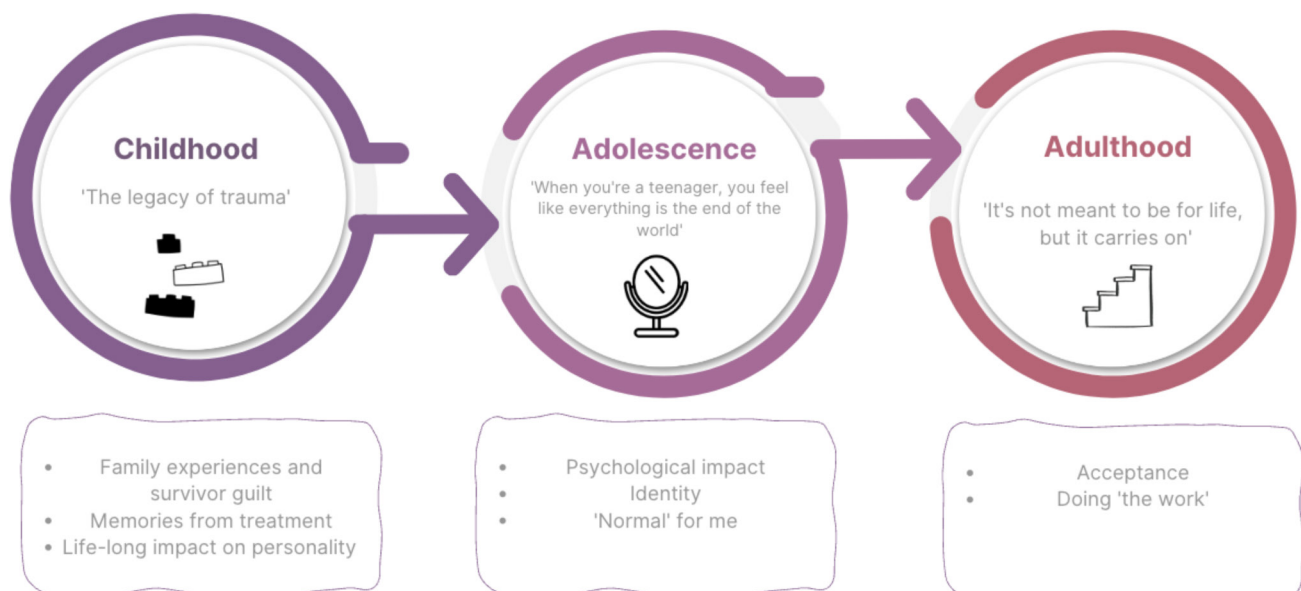 Childhood
'The legacy of trauma'
Adolescence
'When you're a teenager, you feel
like everything is the end of the
world'
Adulthood
'It's not meant to be for life,
but it carries on'
• Family experiences and
survivor guilt
• Memories from treatment
• Life-long impact on personality
• Psychological impact
• Identity
• 'Normal' for me
• Acceptance
• Doing 'the work'